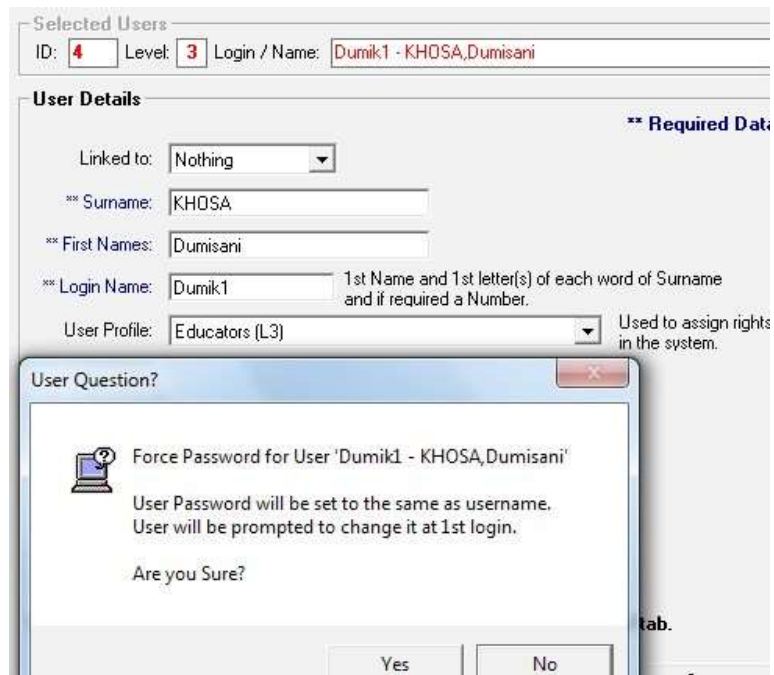 Selected Users
ID: 4 Level: 3 Login / Name: Dumik1 - KHOSA,Dumisani
User Details
** Required Data
Linked to: Nothing
** Surname: KHOSA
** First Names: Dumisani
** Login Name: Dumik1 1st Name and 1st letter(s) of each word of Surname
and if required a Number.
User Profile: Educators (L3) Used to assign rights
in the system.
User Question?
Force Password for User 'Dumik1 - KHOSA,Dumisani'
User Password will be set to the same as username.
User will be prompted to change it at 1st login.
Are you Sure?
tab.
Yes No